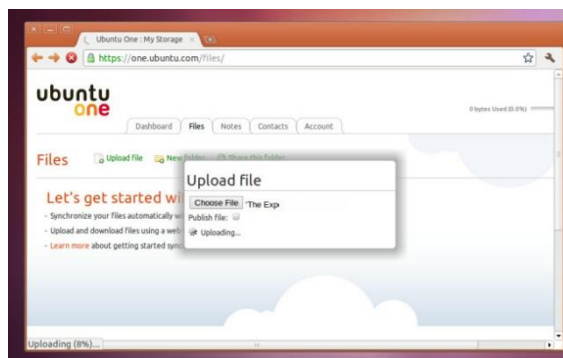 Ubuntu One : My Storage
https://one.ubuntu.com/files/
ubuntu
one
0 bytes Used (0.0%)
Dashboard Files Notes Contacts Account
Files Upload file New folder Share this folder
Let's get started wi
- Synchronize your files automatically w
- Upload and download files using a web
- Learn more about getting started sync
Upload file
Choose File 'The Exp
Publish file:
Uploading...
Uploading (8%)...